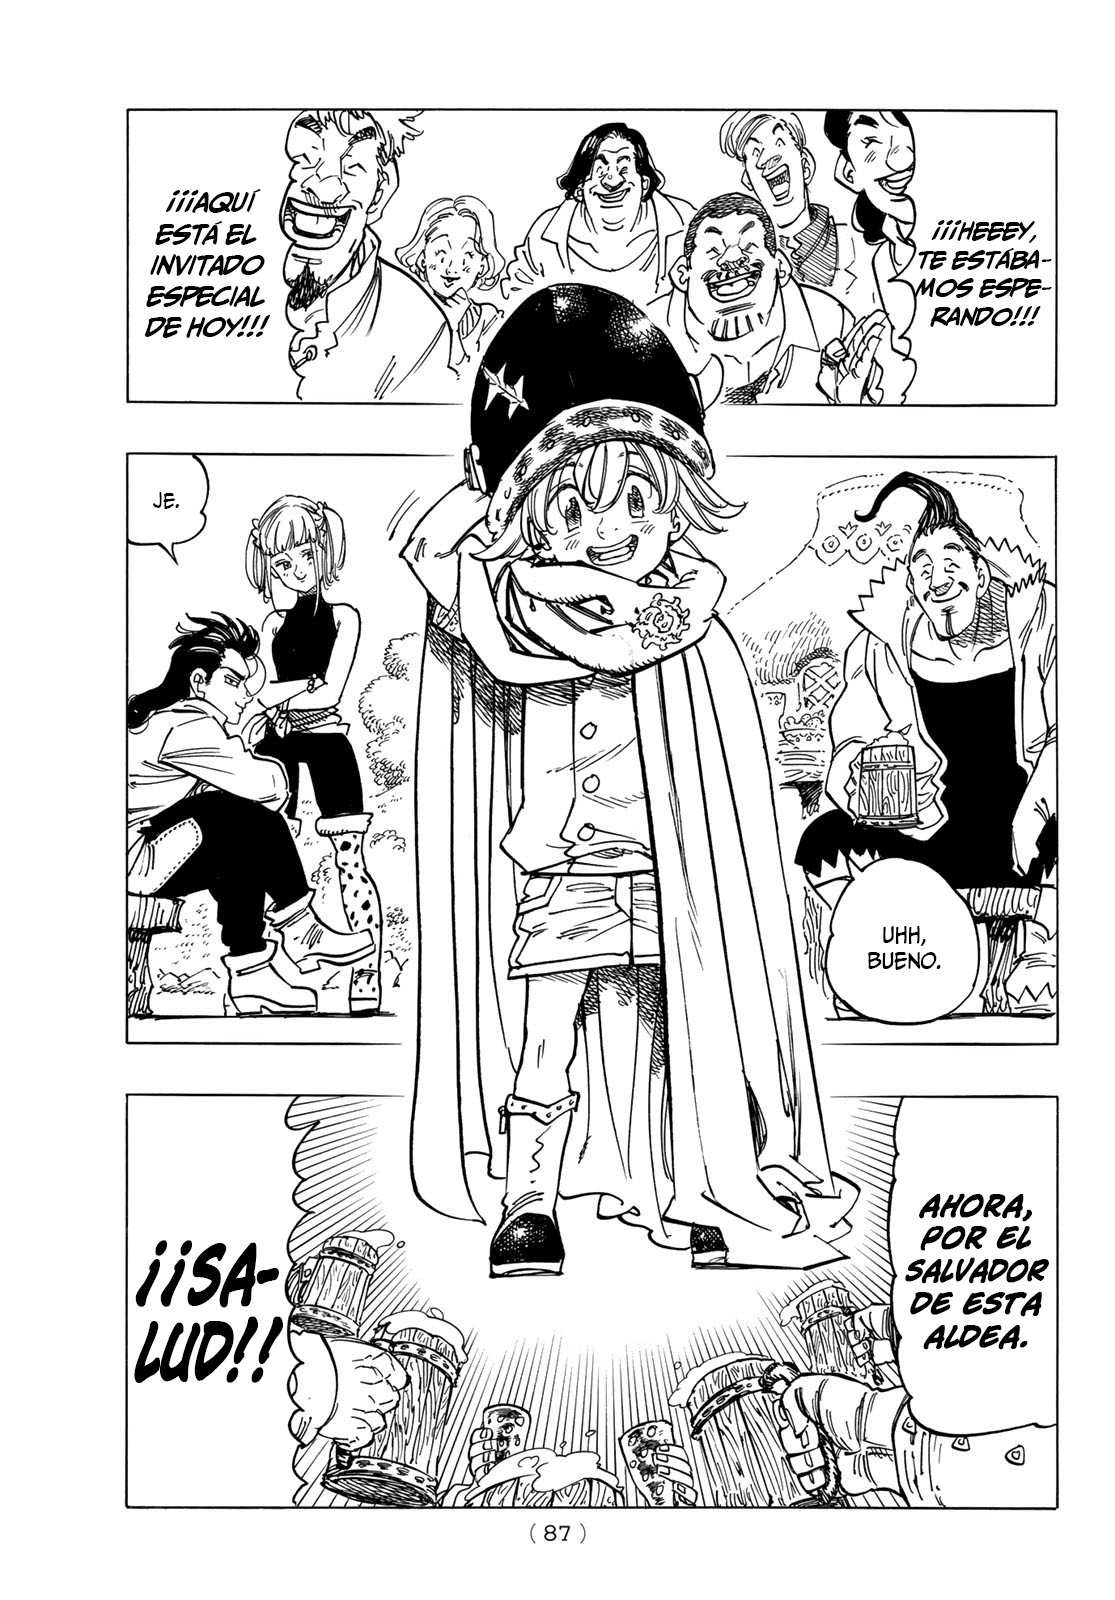 ¡¡¡HEEEY,
TE ESTÁBA-
MOS ESPE-
RANDO!!!
¡¡¡AQUÍ
ESTÁ EL
INVITADO
ESPECIAL
DE HOY!!!
JE.
UHH,
BUENO.
AHORA,
POR EL
SALVADOR
DE ESTA
ALDEA.
¡¡SA-
LUD!!
( 87 )